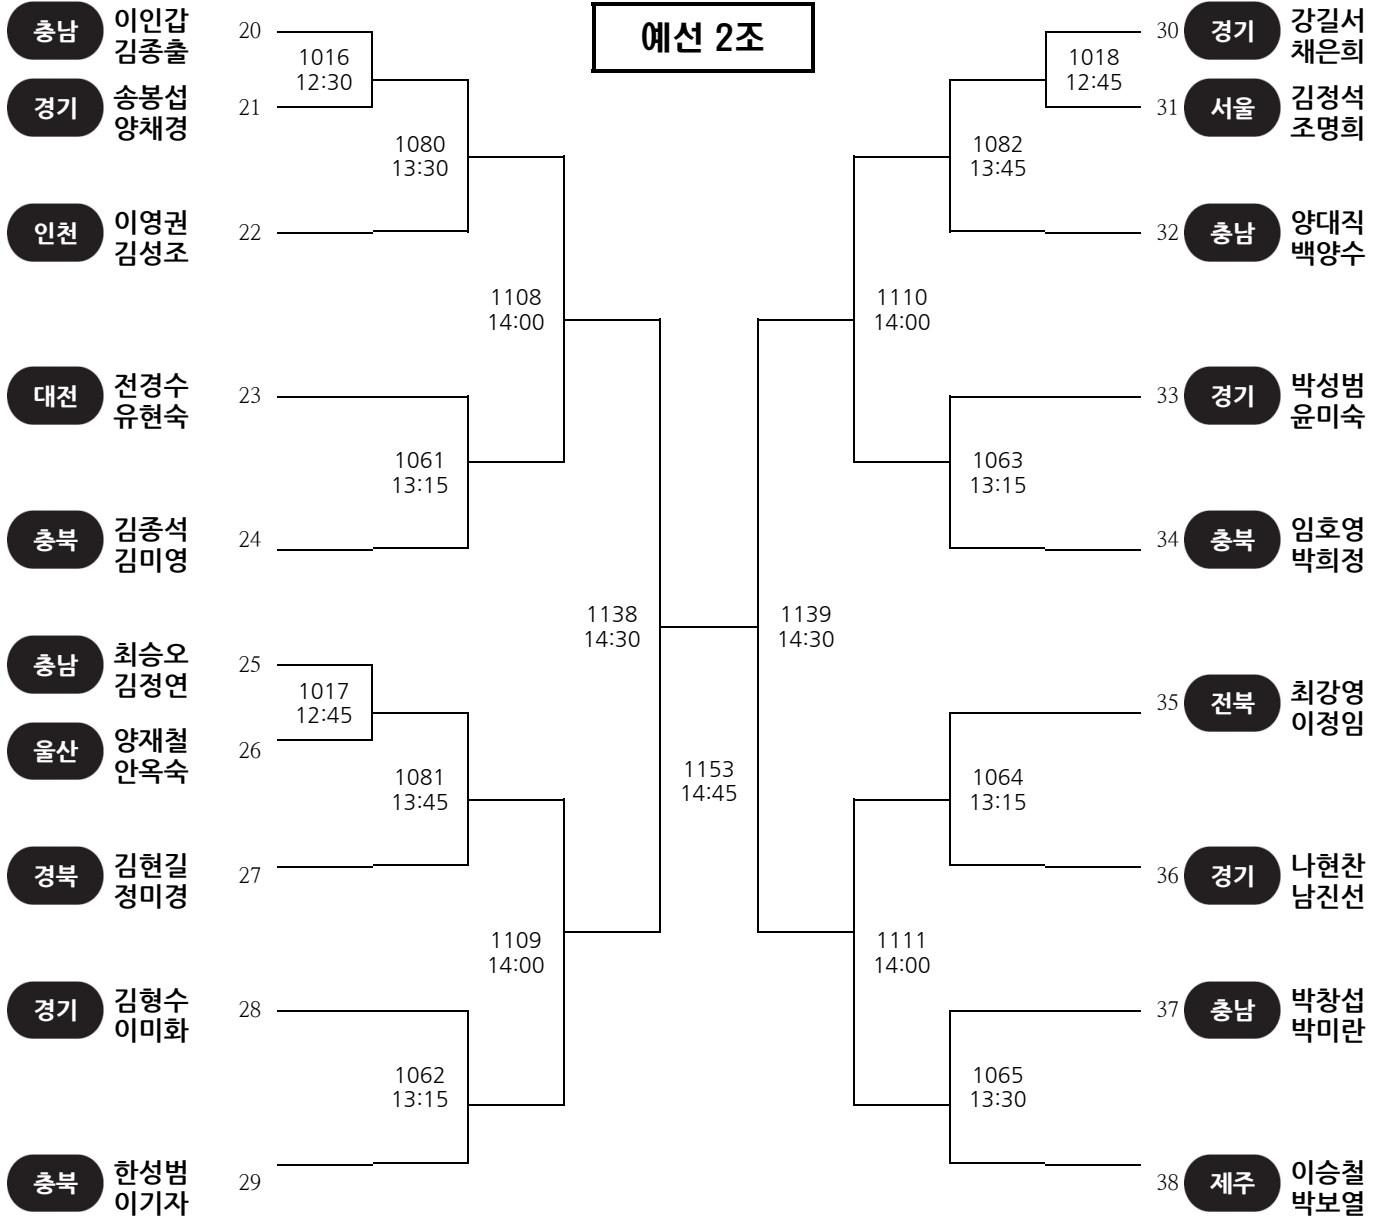 예선 2조
충남
이인갑
김종출
20
1016
12:30
경기
송봉섭
양채경
21
1080
13:30
인천
이영권
김성조
22
1108
14:00
대전
전경수
유현숙
23
1061
13:15
충북
김종석
김미영
24
1138
14:30
충남
최승오
김정연
25
1017
12:45
울산
양재철
안옥숙
26
1081
13:45
경북
김현길
정미경
27
1109
14:00
경기
김형수
이미화
28
1062
13:15
충북
한성범
이기자
29
1153
14:45
30
경기
강길서
채은희
1018
12:45
31
서울
김정석
조명희
1082
13:45
32
충남
양대직
백양수
1110
14:00
33
경기
박성범
윤미숙
1063
13:15
34
충북
임호영
박희정
1139
14:30
35
전북
최강영
이정임
1064
13:15
36
경기
나현찬
남진선
1111
14:00
37
충남
박창섭
박미란
1065
13:30
38
제주
이승철
박보열